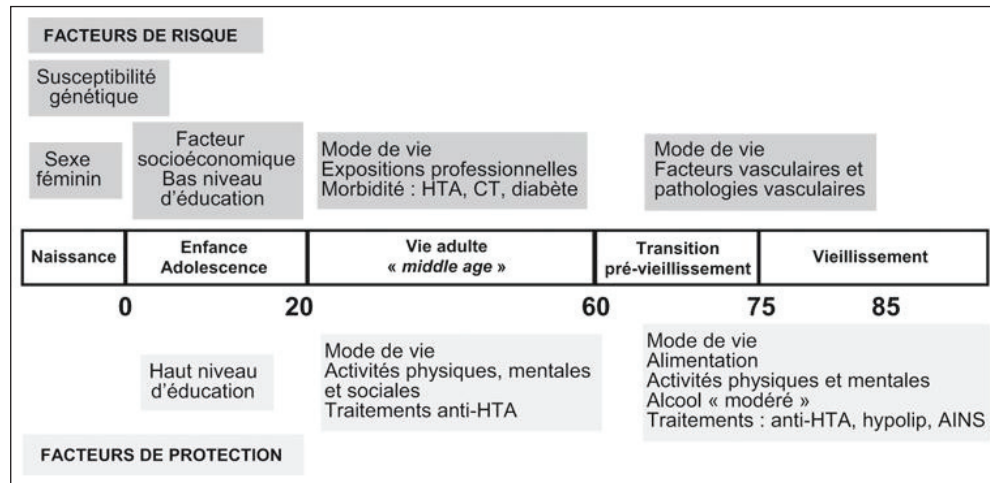 FACTEURS DE RISQUE
Susceptibilité
génétique
Sexe
féminin
Facteur
socioéconomique
Bas niveau
d’éducation
Mode de vie
Expositions professionnelles
Morbidité : HTA, CT, diabète
Mode de vie
Facteurs vasculaires et
pathologies vasculaires
Naissance
Enfance
Adolescence
Vie adulte
« middle age »
Transition
pré-vieillissement
Vieillissement
0
20
60
75
85
Haut niveau
d’éducation
Mode de vie
Activités physiques, mentales
et sociales
Traitements anti-HTA
Mode de vie
Alimentation
Activités physiques et mentales
Alcool « modéré »
Traitements : anti-HTA, hypolip, AINS
FACTEURS DE PROTECTION